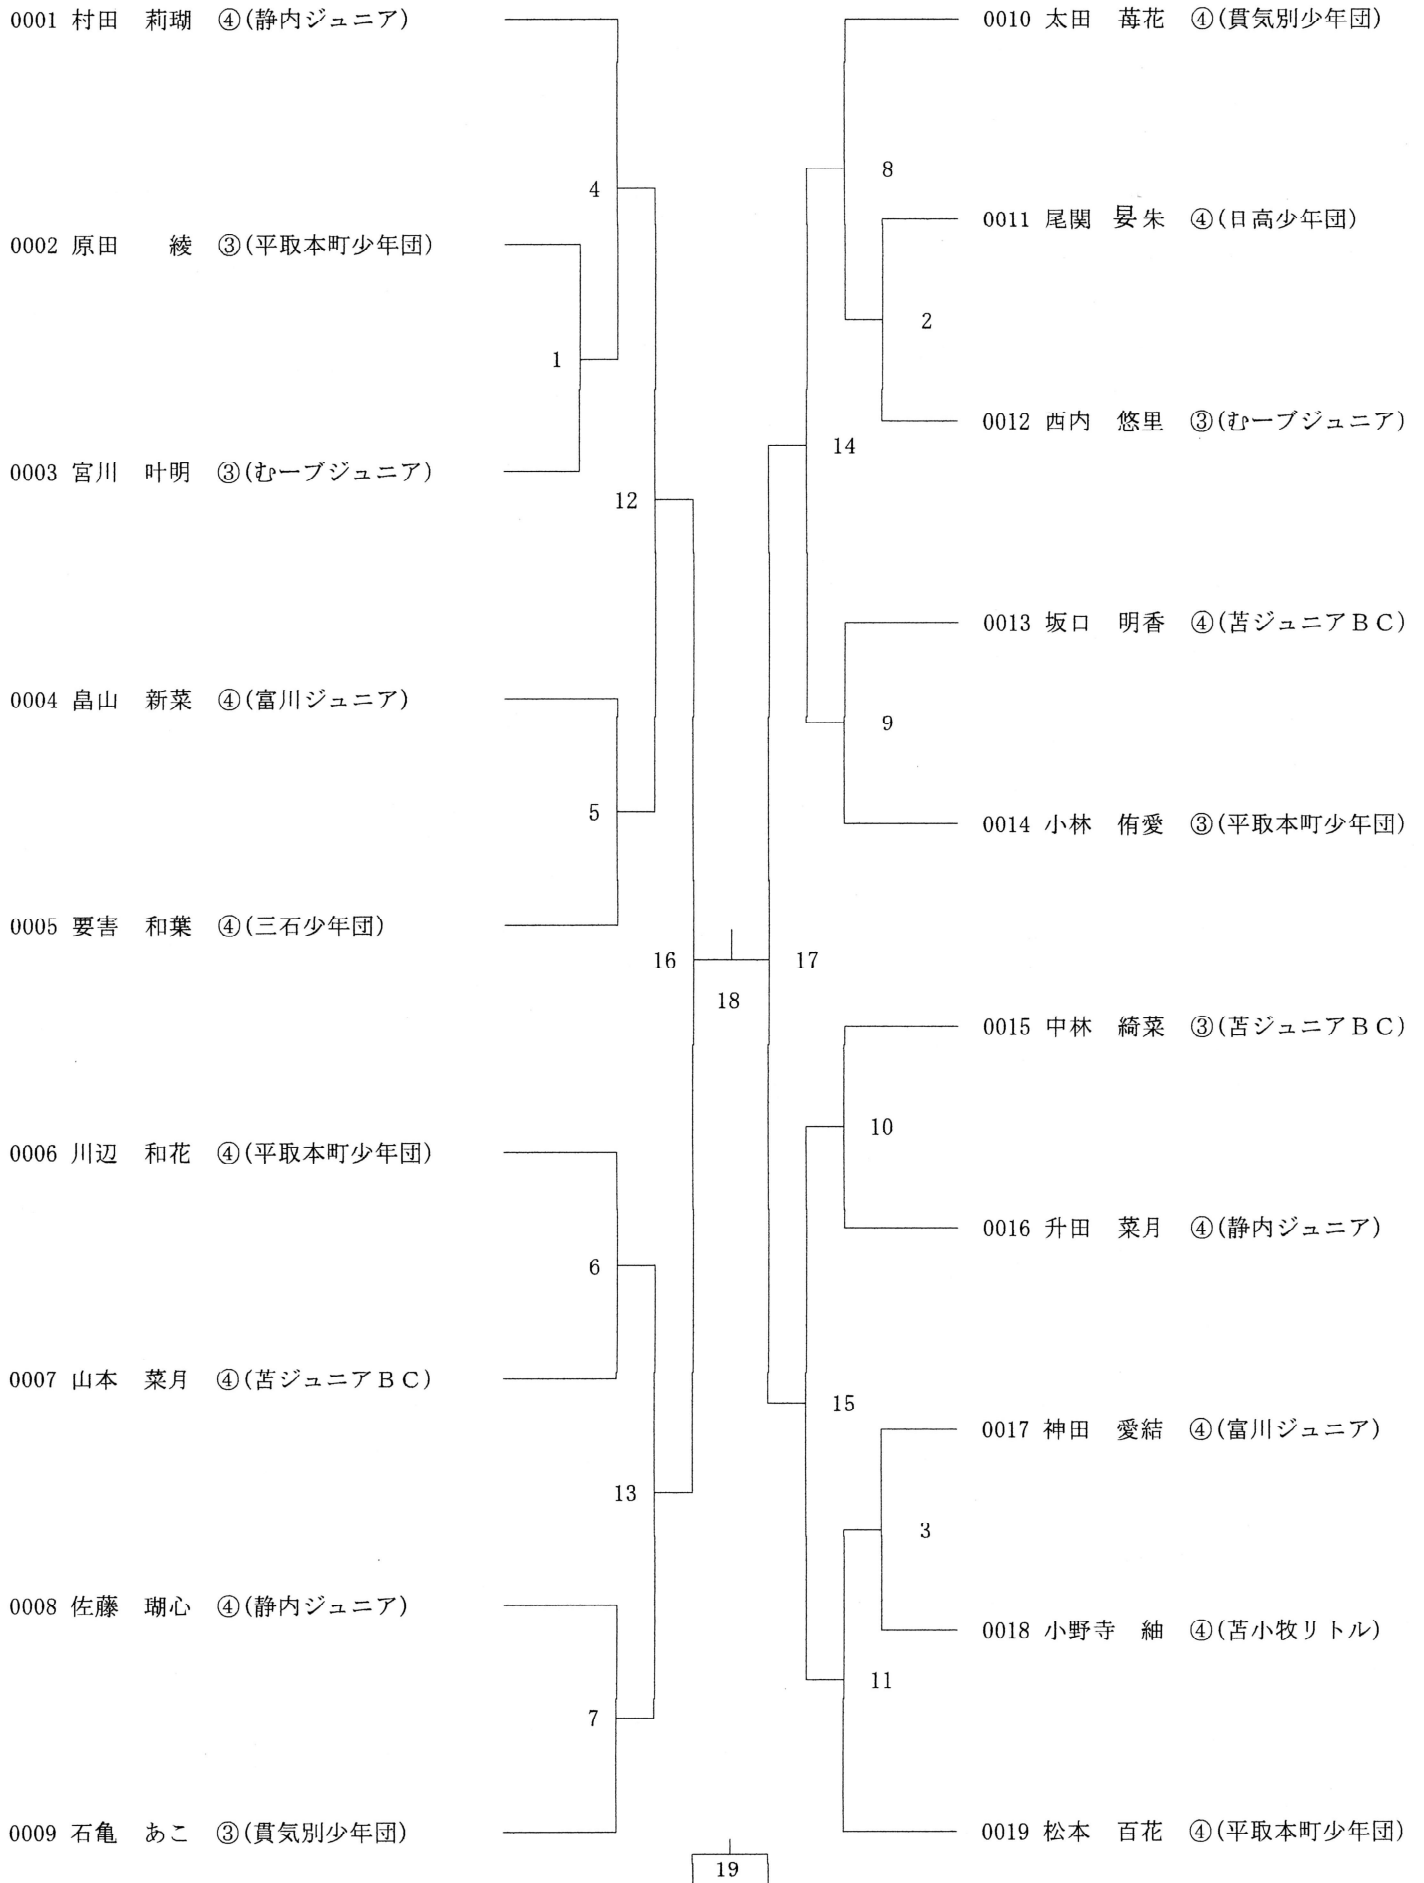 0001 村田 莉瑚 ④(静内ジュニア)
4
0002 原田 綾 ③(平取本町少年団)
1
0003 宮川 叶明 ③(むーブジュニア)
12
0004 畠山 新菜 ④(富川ジュニア)
5
0005 要害 和葉 ④(三石少年団)
16
18
0006 川辺 和花 ④(平取本町少年団)
6
0007 山本 菜月 ④(苫ジュニアBC)
13
0008 佐藤 瑚心 ④(静内ジュニア)
7
0009 石亀 あこ ③(貫気別少年団)
0010 太田 苺花 ④(貫気別少年団)
8
0011 尾関 晏朱 ④(日高少年団)
2
0012 西内 悠里 ③(むーブジュニア)
14
0013 坂口 明香 ④(苫ジュニアBC)
9
0014 小林 侑愛 ③(平取本町少年団)
17
0015 中林 綺菜 ③(苫ジュニアBC)
10
0016 升田 菜月 ④(静内ジュニア)
15
0017 神田 愛結 ④(富川ジュニア)
3
0018 小野寺 紬 ④(苫小牧リトル)
11
0019 松本 百花 ④(平取本町少年団)
19